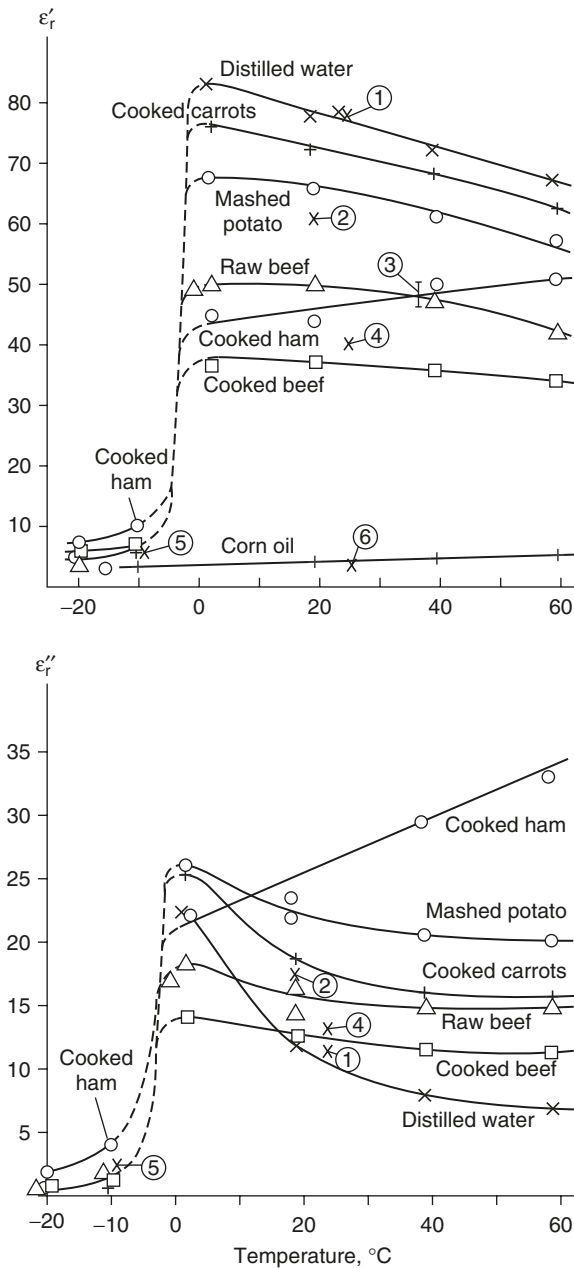 ε′r
80
70
60
50
40
30
20
10
Distilled water
①
Cooked carrots
Mashed
potato
②
Raw beef
③
Cooked ham
④
Cooked beef
Cooked
ham
⑤
Corn oil
⑥
−20
0
20
40
60
ε″r
35
30
25
20
15
10
5
Cooked ham
Mashed potato
Cooked carrots
②
Raw beef
④
①
Cooked beef
Cooked
ham
Distilled water
⑤
−20
−10
0
20
40
60
Temperature, °C